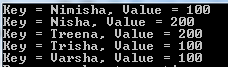 Key = Nimisha, Value = 100
Key = Nisha, Value = 200
Key = Treena, Value = 200
Key = Trisha, Value = 100
Key = Varsha, Value = 100